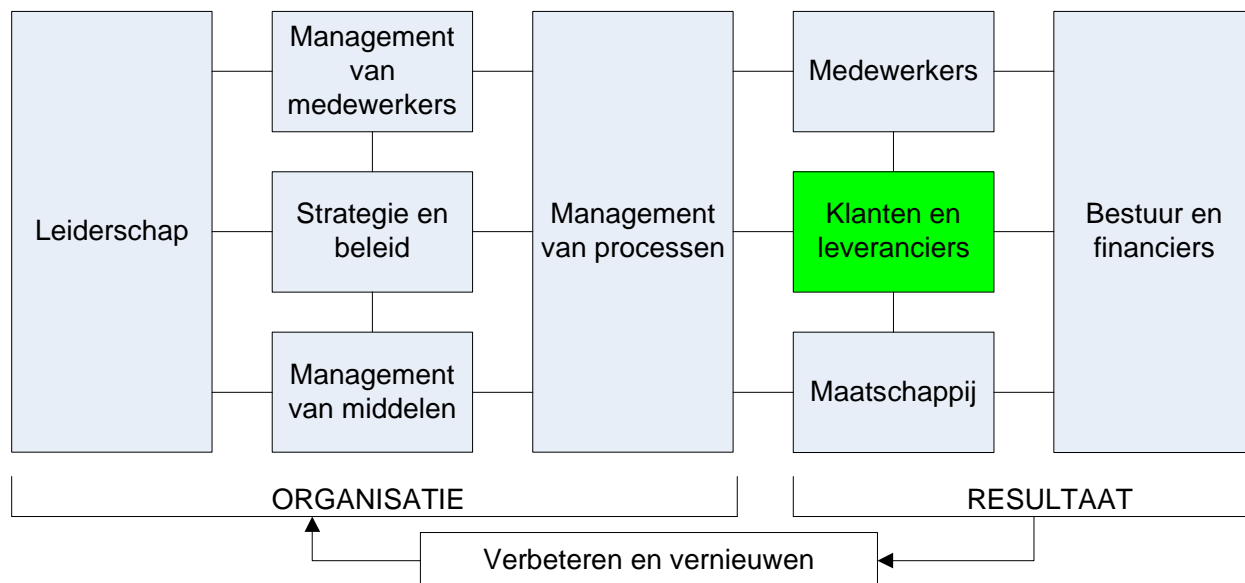 Leiderschap
Management
van
medewerkers
Strategie en
beleid
Management
van middelen
Management
van processen
Medewerkers
Klanten en
leveranciers
Maatschappij
Bestuur en
financiers
ORGANISATIE
RESULTAAT
Verbeteren en vernieuwen